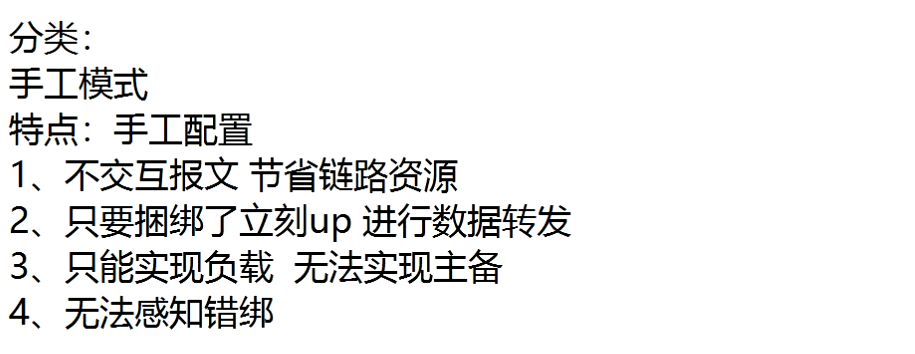 分类：
手工模式
特点：手工配置
1、不交互报文 节省链路资源
2、只要捆绑了立刻up 进行数据转发
3、只能实现负载  无法实现主备
4、无法感知错绑